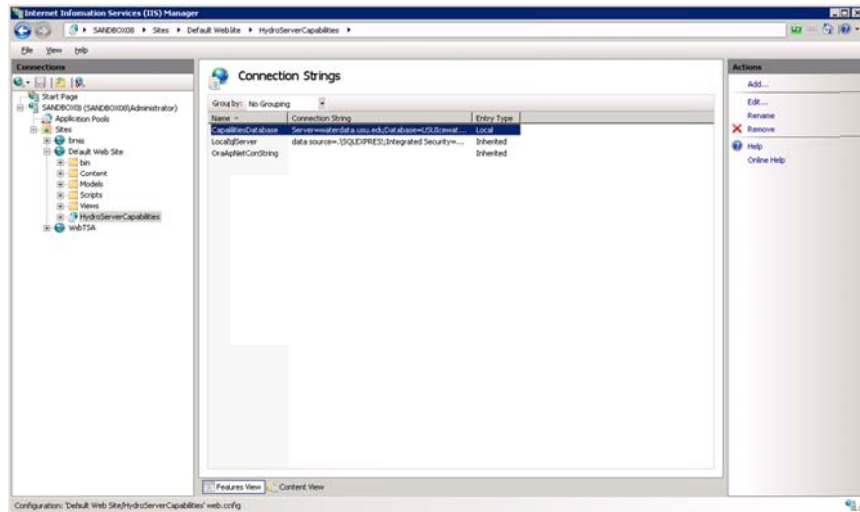 Internet Information Services (IIS) Manager
SANDBOX08 Sites Default Web Site HydroServerCapabilities
File View Help
Connections
Start Page
SANDBOX08 (SANDBOX08\Administrator)
Application Pools
Sites
Default Web Site
bin
Content
Models
Scripts
Views
HydroServerCapabilities
WebTSA
Connection Strings
Group by: No Grouping
Name Connection String Entry Type
CapabilitiesDatabase Server=waterdata.usu.edu;Database=... Local
LocalSqlServer data source=.\SQLEXPRESS;Integrated Security=... Inherited
OraAspNetConString Inherited
Features View Content View
Actions
Add...
Edit...
Rename
Remove
Help
Online Help
Configuration: 'Default Web Site/HydroServerCapabilities' web.config